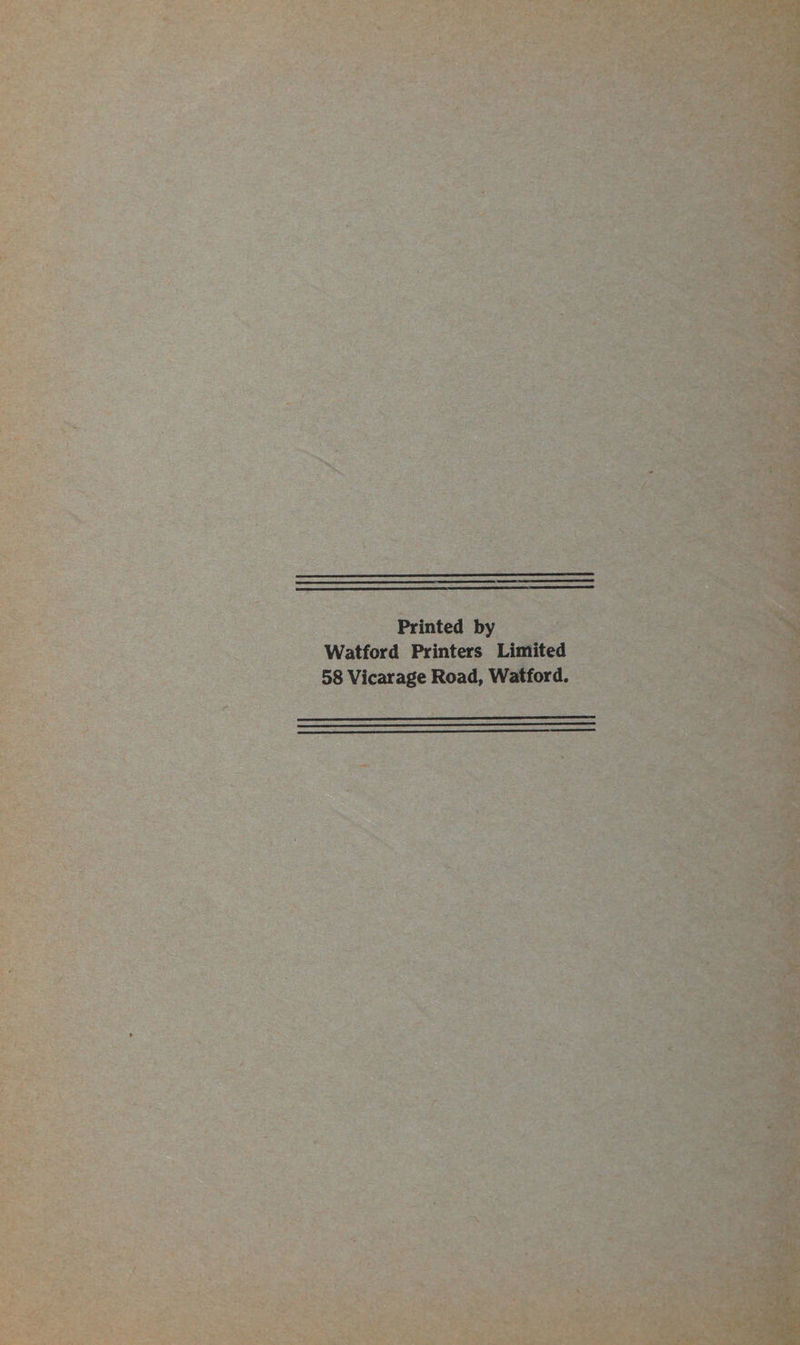 Printed by
Watford Printers Limited
58 Vicarage Road, Watford.